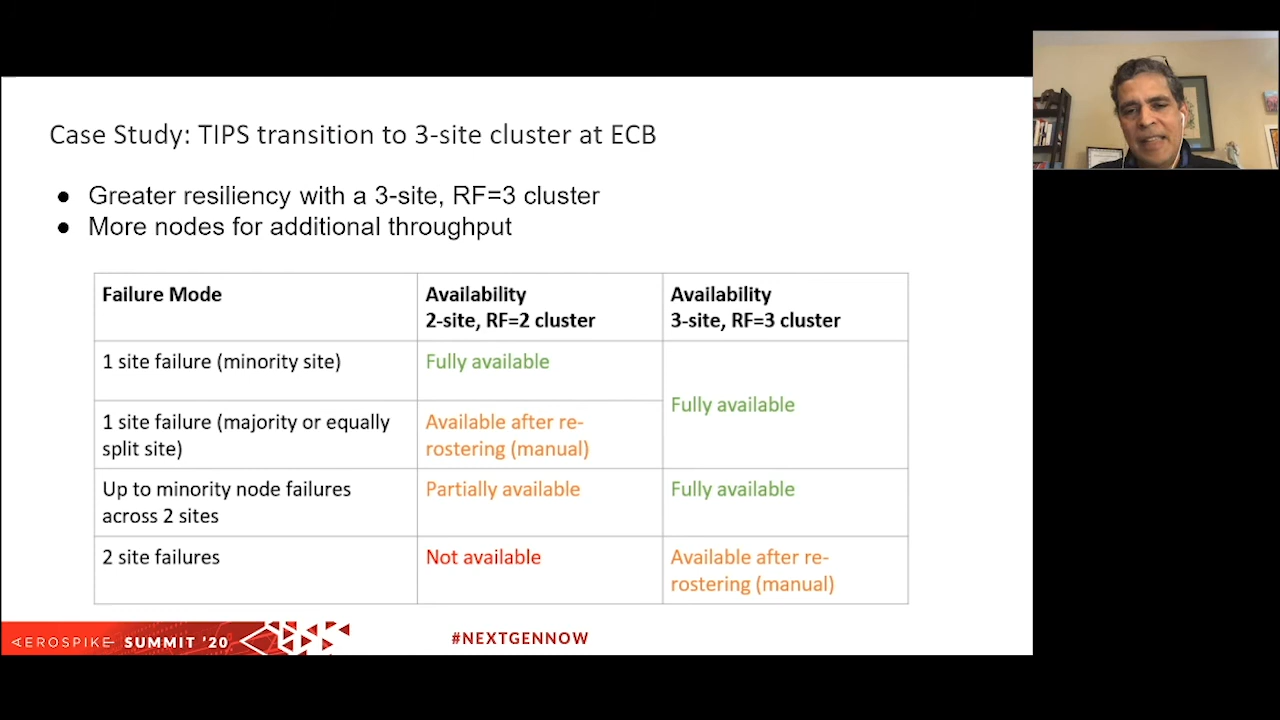 Case Study: TIPS transition to 3-site cluster at ECB
● Greater resiliency with a 3-site, RF=3 cluster
● More nodes for additional throughput
Failure Mode
Availability
2-site, RF=2 cluster
Availability
3-site, RF=3 cluster
1 site failure (minority site)
Fully available
Fully available
1 site failure (majority or equally
split site)
Available after re-
rostering (manual)
Up to minority node failures
across 2 sites
Partially available
Fully available
2 site failures
Not available
Available after re-
rostering (manual)
AEROSPIKE SUMMIT '20
#NEXTGENNOW